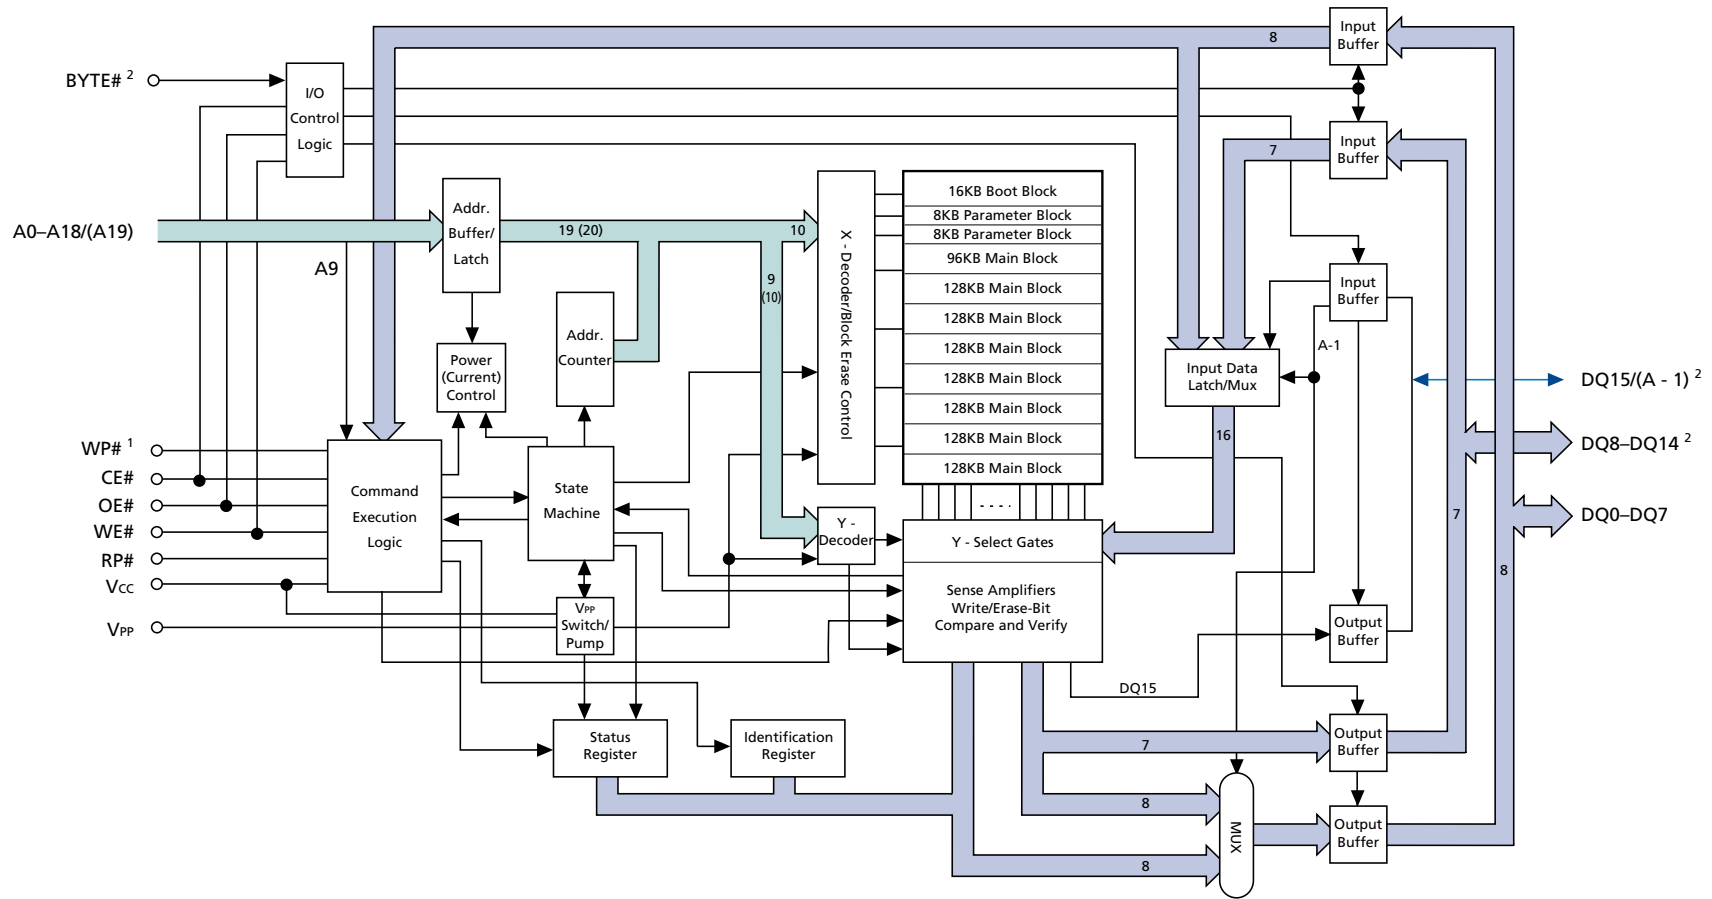 BYTE# 2
I/O
Control
Logic
8
Input
Buffer
7
Input
Buffer
A0–A18/(A19)
A9
Addr.
Buffer/
Latch
19 (20)
10
9
(10)
X - Decoder/Block Erase Control
16KB Boot Block
8KB Parameter Block
8KB Parameter Block
96KB Main Block
128KB Main Block
128KB Main Block
128KB Main Block
128KB Main Block
128KB Main Block
128KB Main Block
128KB Main Block
Input
Buffer
A-1
Input Data
Latch/Mux
16
DQ15/(A - 1) 2
DQ8–DQ14 2
DQ0–DQ7
7
8
Power
(Current)
Control
Addr.
Counter
WP# 1
CE#
OE#
WE#
RP#
VCC
VPP
Command
Execution
Logic
State
Machine
VPP
Switch/
Pump
Y -
Decoder
- - - -
Y - Select Gates
Sense Amplifiers
Write/Erase-Bit
Compare and Verify
Output
Buffer
DQ15
Status
Register
Identification
Register
7
Output
Buffer
8
8
MUX
Output
Buffer